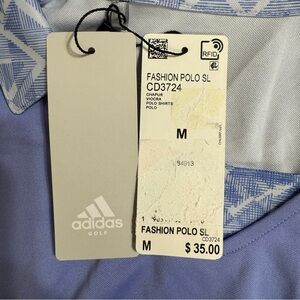 RFID
FASHION POLO SL
CD3724
CHAPUR
VIOCRA
POLO SHIRTS
POLO
M
adidas
GOLF
FASHION POLO SL
CD3724
M
$ 35.00